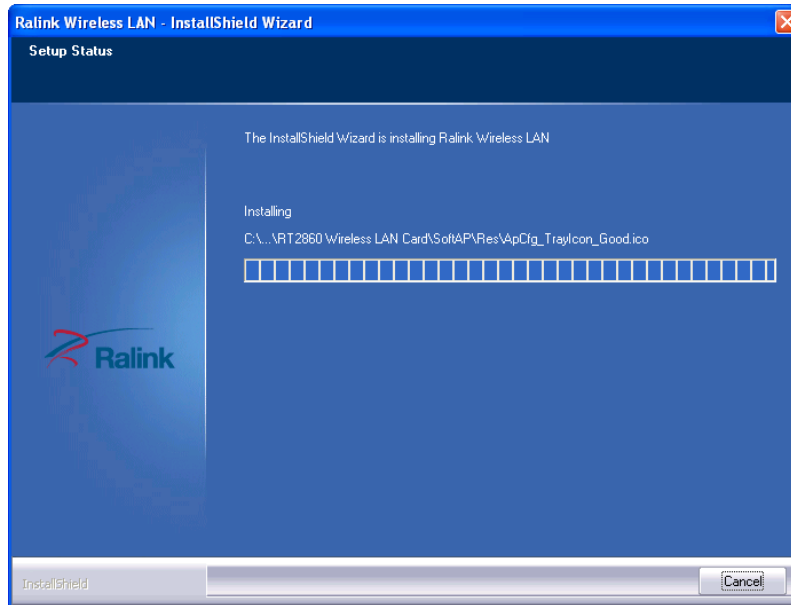 Ralink Wireless LAN - InstallShield Wizard
Setup Status
The InstallShield Wizard is installing Ralink Wireless LAN
Installing
C:\...\RT2860 Wireless LAN Card\SoftAP\Res\ApCfg_TrayIcon_Good.ico
Ralink
InstallShield
Cancel